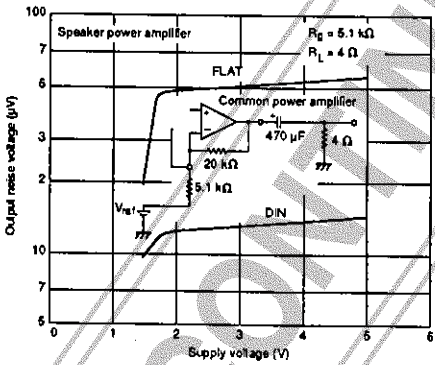 100
Speaker power amplifier
Rg = 5.1 kΩ
RL = 4 Ω
FLAT
Common power amplifier
470 µF
4 Ω
20 kΩ
5.1 kΩ
Vref
DIN
Output noise voltage (µV)
6
3
2
10
7
5
0 1 2 3 4 5 6
Supply voltage (V)
CONTIN